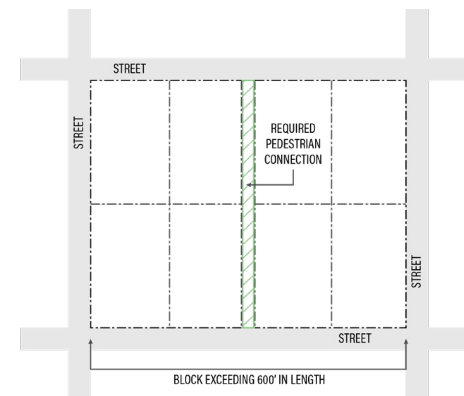 STREET
STREET
REQUIRED
PEDESTRIAN
CONNECTION
STREET
STREET
BLOCK EXCEEDING 600' IN LENGTH